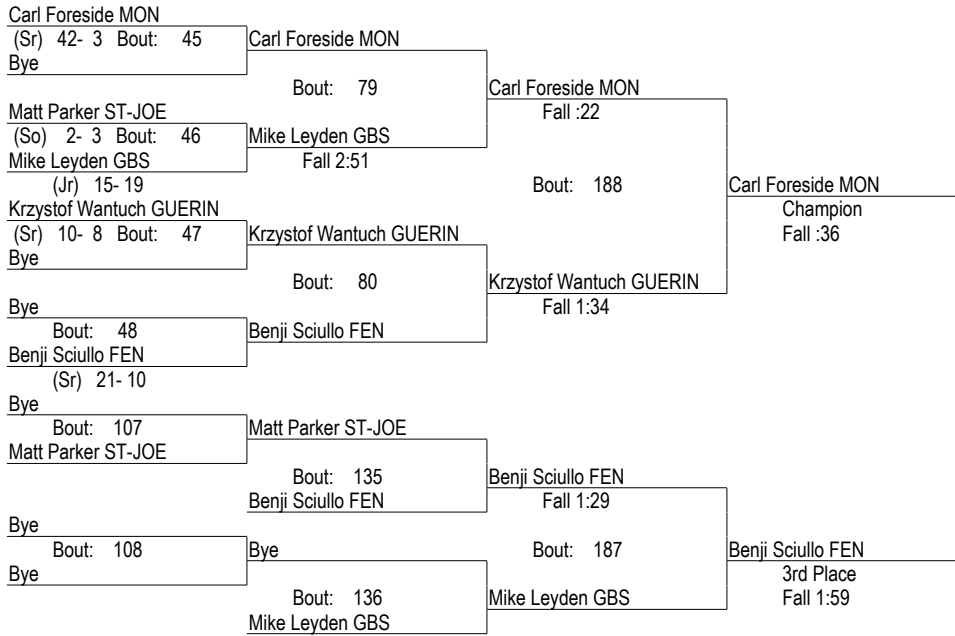 Carl Foreside MON
(Sr) 42- 3 Bout: 45
Carl Foreside MON
Bye
Bout: 79
Carl Foreside MON
Matt Parker ST-JOE
Fall :22
(So) 2- 3 Bout: 46
Mike Leyden GBS
Mike Leyden GBS
Fall 2:51
(Jr) 15- 19
Bout: 188
Carl Foreside MON
Krzystof Wantuch GUERIN
Champion
(Sr) 10- 8 Bout: 47
Krzystof Wantuch GUERIN
Fall :36
Bye
Bout: 80
Krzystof Wantuch GUERIN
Bye
Fall 1:34
Bout: 48
Benji Sciullo FEN
Benji Sciullo FEN
(Sr) 21- 10
Bye
Bout: 107
Matt Parker ST-JOE
Matt Parker ST-JOE
Bout: 135
Benji Sciullo FEN
Benji Sciullo FEN
Fall 1:29
Bye
Bout: 108
Bye
Bout: 187
Benji Sciullo FEN
Bye
3rd Place
Bout: 136
Mike Leyden GBS
Fall 1:59
Mike Leyden GBS